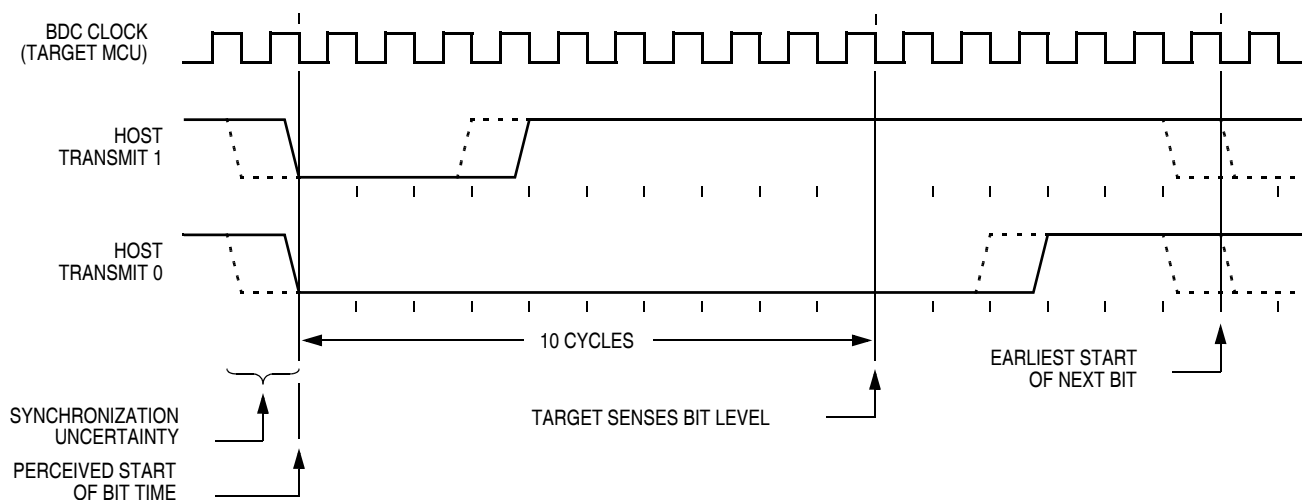 BDC CLOCK
(TARGET MCU)
HOST
TRANSMIT 1
HOST
TRANSMIT 0
10 CYCLES
EARLIEST START
OF NEXT BIT
TARGET SENSES BIT LEVEL
SYNCHRONIZATION
UNCERTAINTY
PERCEIVED START
OF BIT TIME